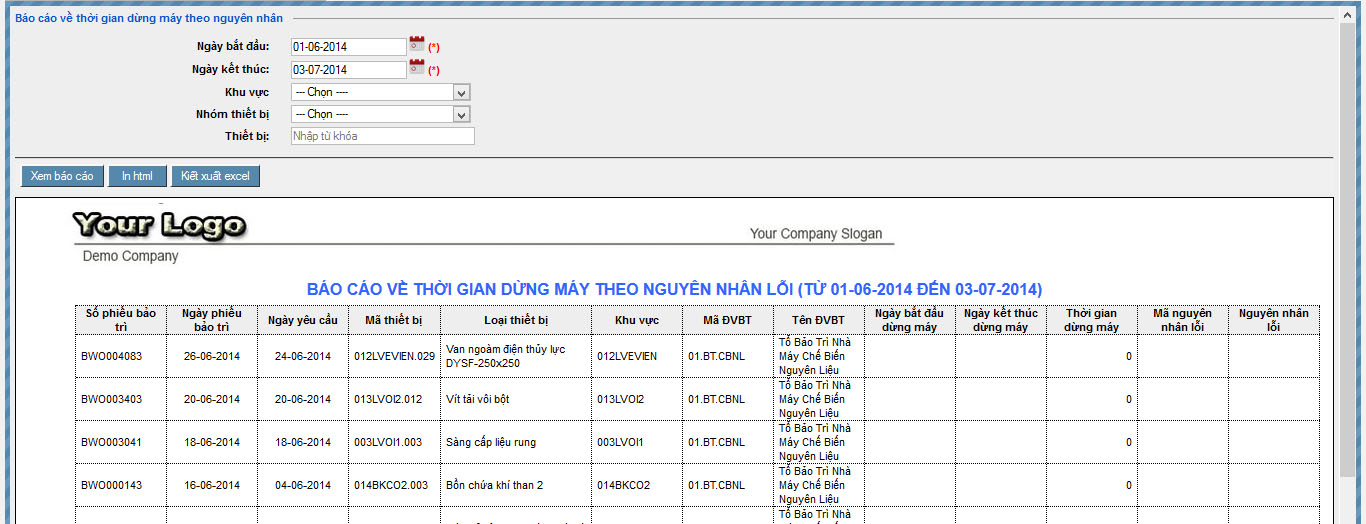 Báo cáo về thời gian dừng máy theo nguyên nhân
Ngày bắt đầu: 01-06-2014 (*)
Ngày kết thúc: 03-07-2014 (*)
Khu vực --- Chọn ----
Nhóm thiết bị --- Chọn ----
Thiết bị: Nhập từ khóa
Xem báo cáo In html Kiết xuất excel
Your Logo
Your Company Slogan
Demo Company
BÁO CÁO VỀ THỜI GIAN DỪNG MÁY THEO NGUYÊN NHÂN LỖI (TỪ 01-06-2014 ĐẾN 03-07-2014)
Số phiếu bảo trì Ngày phiếu bảo trì Ngày yêu cầu Mã thiết bị Loại thiết bị Khu vực Mã ĐVBT Tên ĐVBT Ngày bắt đầu dừng máy Ngày kết thúc dừng máy Thời gian dừng máy Mã nguyên nhân lỗi Nguyên nhân lỗi
BWO004083 26-06-2014 24-06-2014 012LVEVIEN.029 Van ngoàm điện thủy lực DYSF-250x250 012LVEVIEN 01.BT.CBNL Tổ Bảo Trì Nhà Máy Chế Biến Nguyên Liệu 0
BWO003403 20-06-2014 20-06-2014 013LVOI2.012 Vít tải vôi bột 013LVOI2 01.BT.CBNL Tổ Bảo Trì Nhà Máy Chế Biến Nguyên Liệu 0
BWO003041 18-06-2014 18-06-2014 003LVOI1.003 Sàng cấp liệu rung 003LVOI1 01.BT.CBNL Tổ Bảo Trì Nhà Máy Chế Biến Nguyên Liệu 0
BWO000143 16-06-2014 04-06-2014 014BKCO2.003 Bồn chứa khí than 2 014BKCO2 01.BT.CBNL Tổ Bảo Trì Nhà Máy Chế Biến Nguyên Liệu 0
Tổ Bảo Trì Nhà